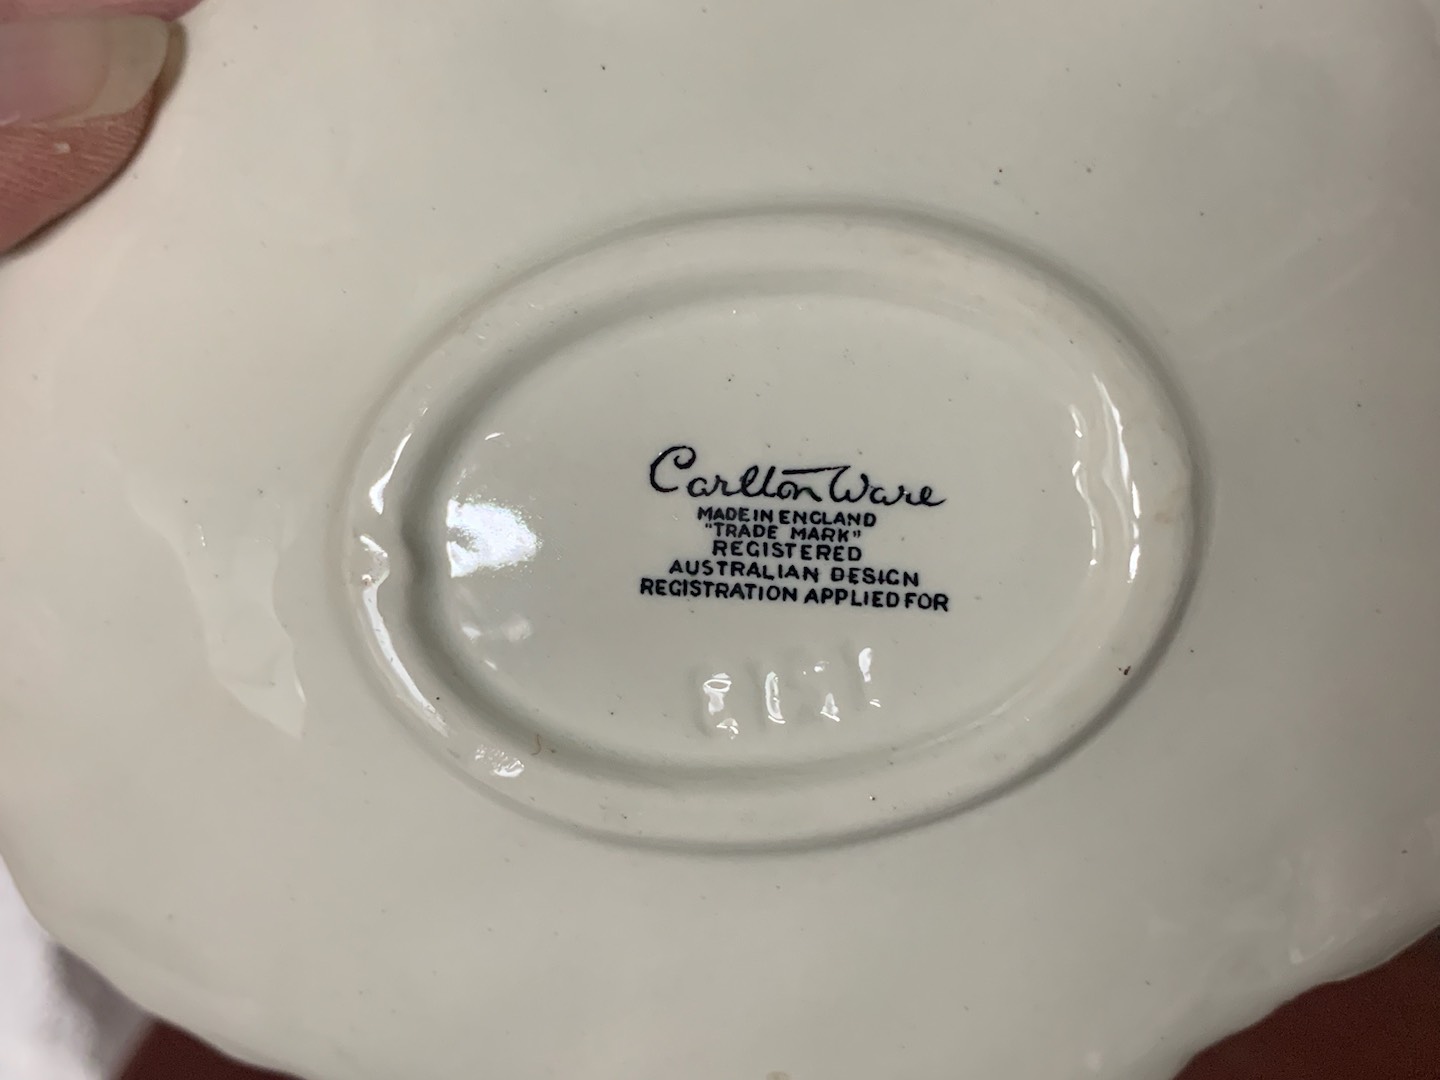 Carlton Ware
MADE IN ENGLAND
"TRADE MARK"
REGISTERED
AUSTRALIAN DESIGN
REGISTRATION APPLIED FOR